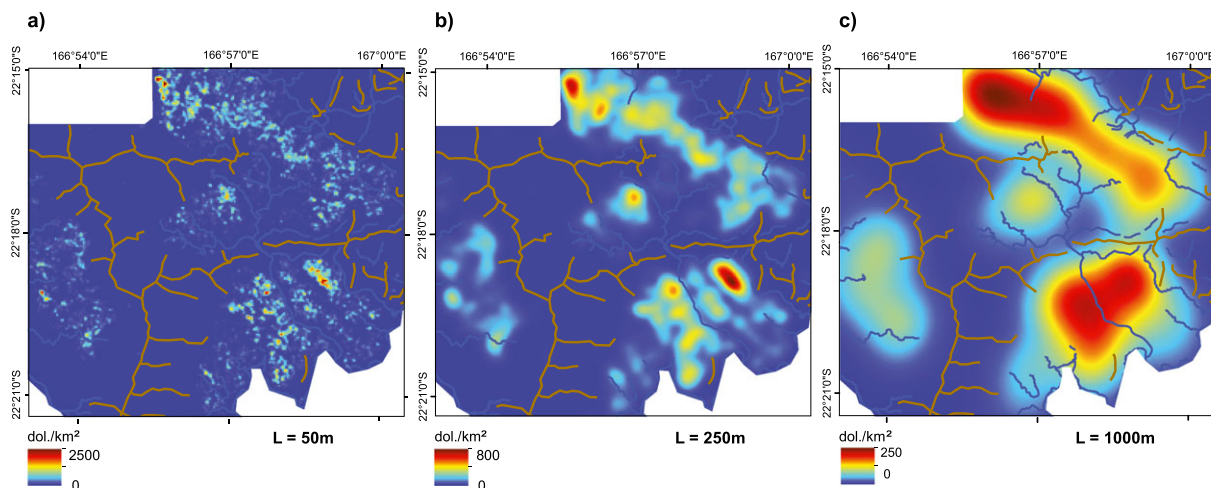 a)
b)
c)
166°54'0"E 166°57'0"E 167°0'0"E
166°54'0"E 166°57'0"E 167°0'0"E
166°54'0"E 166°57'0"E 167°0'0"E
22°15'0"S
22°18'0"S
22°21'0"S
22°15'0"S
22°18'0"S
22°21'0"S
22°15'0"S
22°18'0"S
22°21'0"S
dol./km²
2500
0
L = 50m
dol./km²
800
0
L = 250m
dol./km²
250
0
L = 1000m